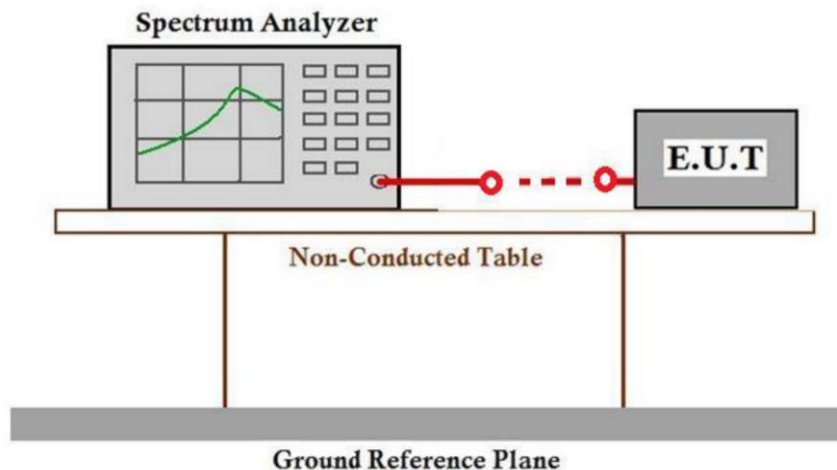 Spectrum Analyzer
E.U.T
Non-Conducted Table
Ground Reference Plane